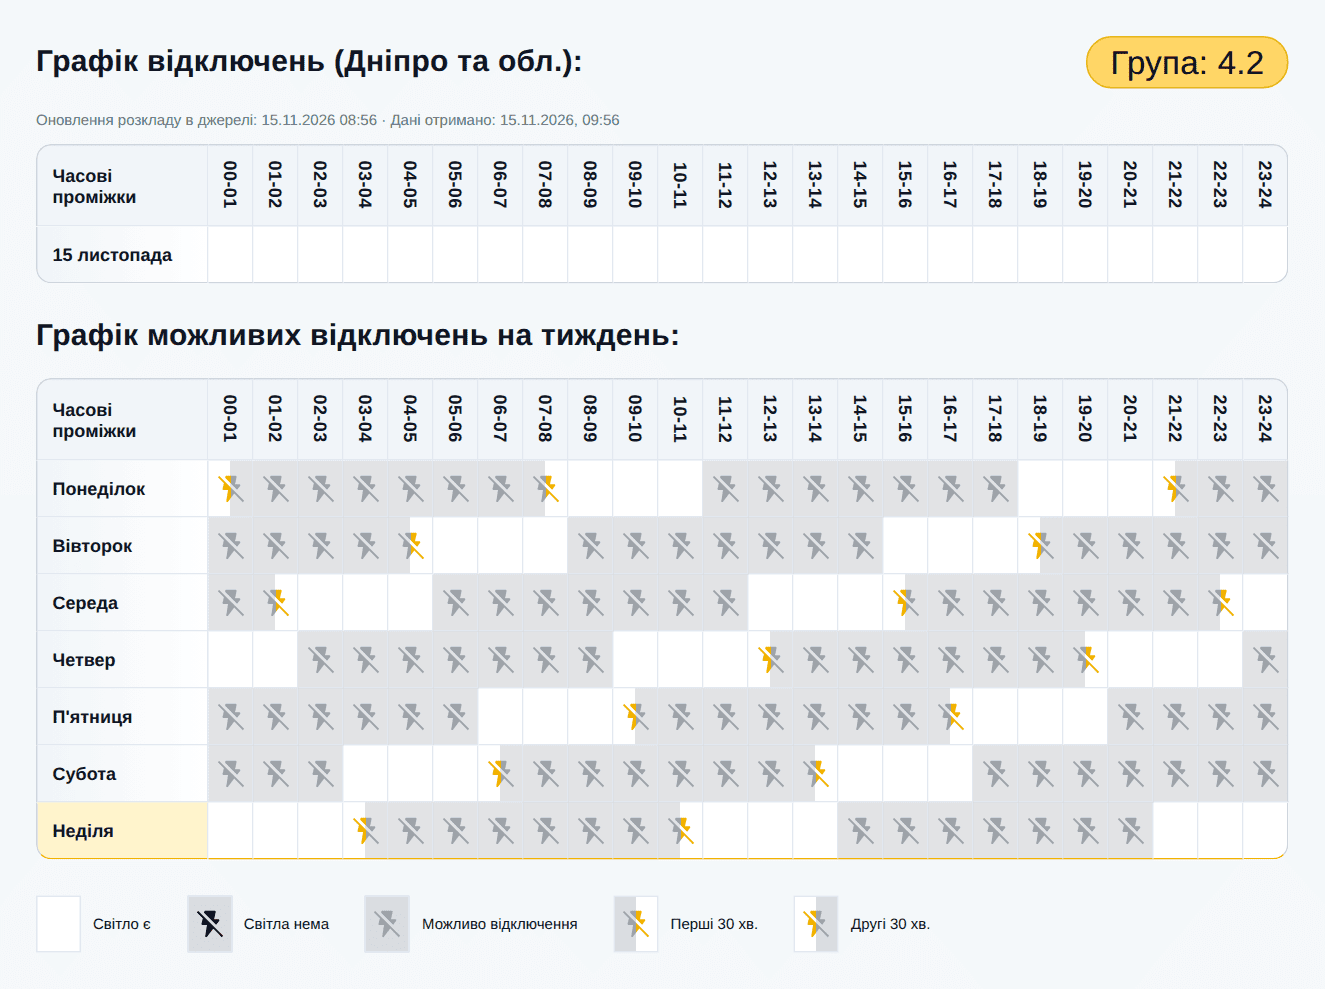 Графік відключень (Дніпро та обл.):
Група: 4.2
Оновлення розкладу в джерелі: 15.11.2026 08:56 · Дані отримано: 15.11.2026, 09:56
Часові проміжки 00-01 01-02 02-03 03-04 04-05 05-06 06-07 07-08 08-09 09-10 10-11 11-12 12-13 13-14 14-15 15-16 16-17 17-18 18-19 19-20 20-21 21-22 22-23 23-24
15 листопада
Графік можливих відключень на тиждень:
Часові проміжки 00-01 01-02 02-03 03-04 04-05 05-06 06-07 07-08 08-09 09-10 10-11 11-12 12-13 13-14 14-15 15-16 16-17 17-18 18-19 19-20 20-21 21-22 22-23 23-24
Понеділок
Вівторок
Середа
Четвер
П'ятниця
Субота
Неділя
Світло є
Світла нема
Можливо відключення
Перші 30 хв.
Другі 30 хв.